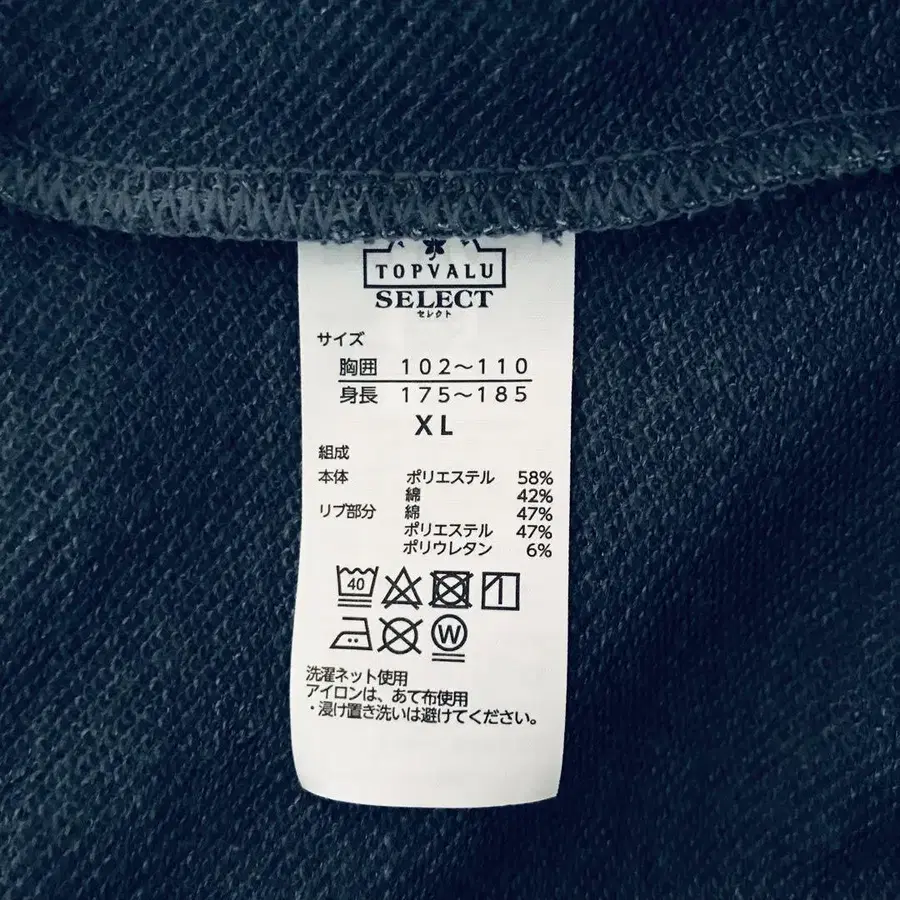 TOPVALU
SELECT
セレクト
サイズ
胸囲 102～110
身長 175～185
XL
組成
本体 ポリエステル 58%
綿 42%
リブ部分 綿 47%
ポリエステル 47%
ポリウレタン 6%
40
W
洗濯ネット使用
アイロンは、あて布使用
・浸け置き洗いは避けてください。